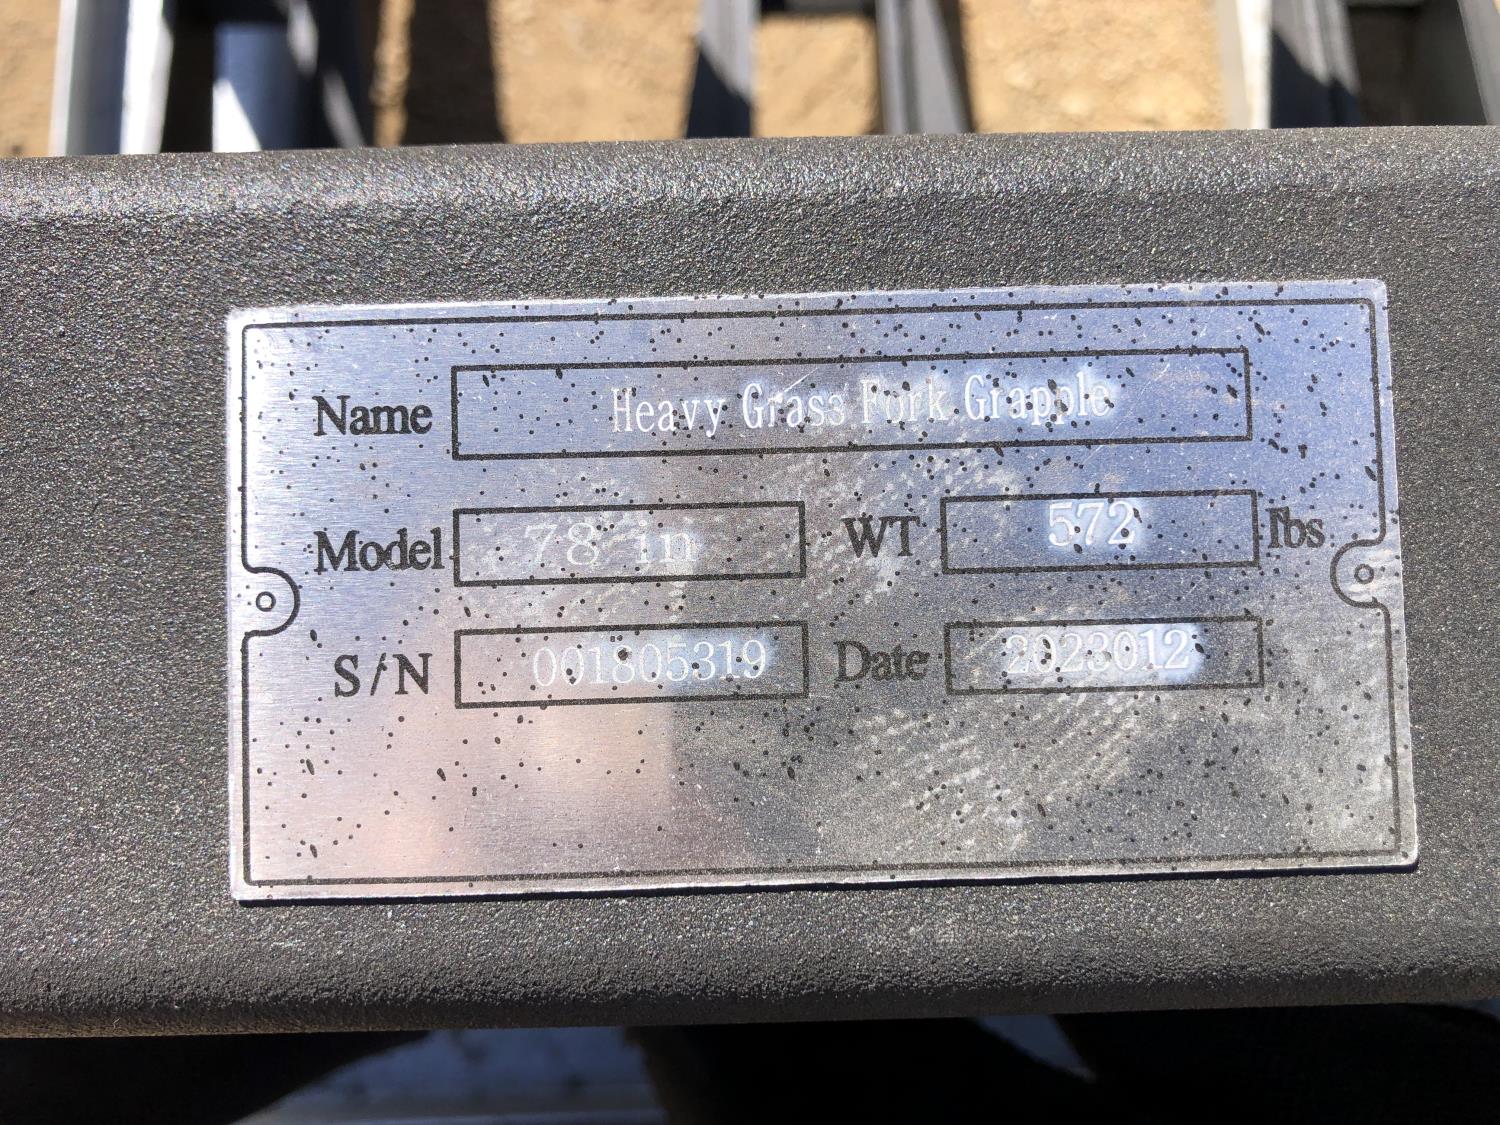 Name Heavy Grass Fork Grapple
Model 78 in WT 572 lbs
S/N 001805319 Date 2023012